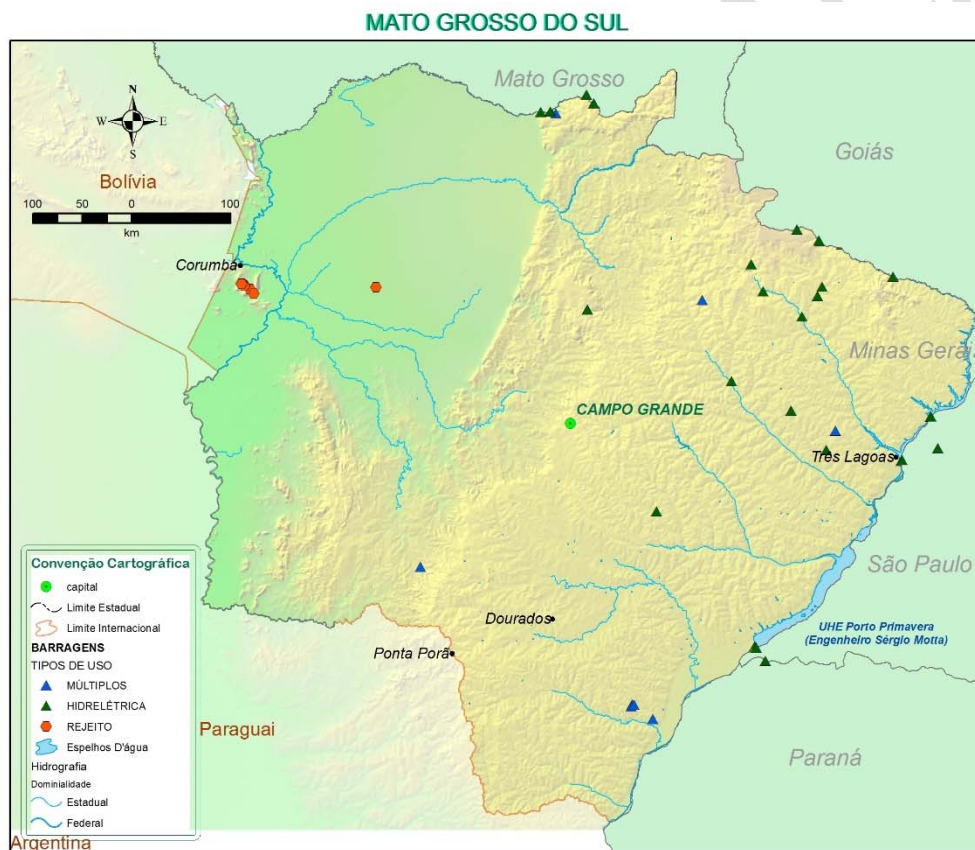 MATO GROSSO DO SUL
Mato Grosso
N
W
E
S
Goiás
Bolívia
100
50
0
100
km
Corumbá
Minas Gerais
CAMPO GRANDE
Três Lagoas
São Paulo
Convenção Cartográfica
capital
Limite Estadual
Limite Internacional
BARRAGENS
TIPOS DE USO
MÚLTIPLOS
HIDRELÉTRICA
REJEITO
Espelhos D'água
Hidrografia
Dominialidade
Estadual
Federal
Dourados
UHE Porto Primavera
(Engenheiro Sérgio Motta)
Ponta Porã
Paraguai
Paraná
Argentina